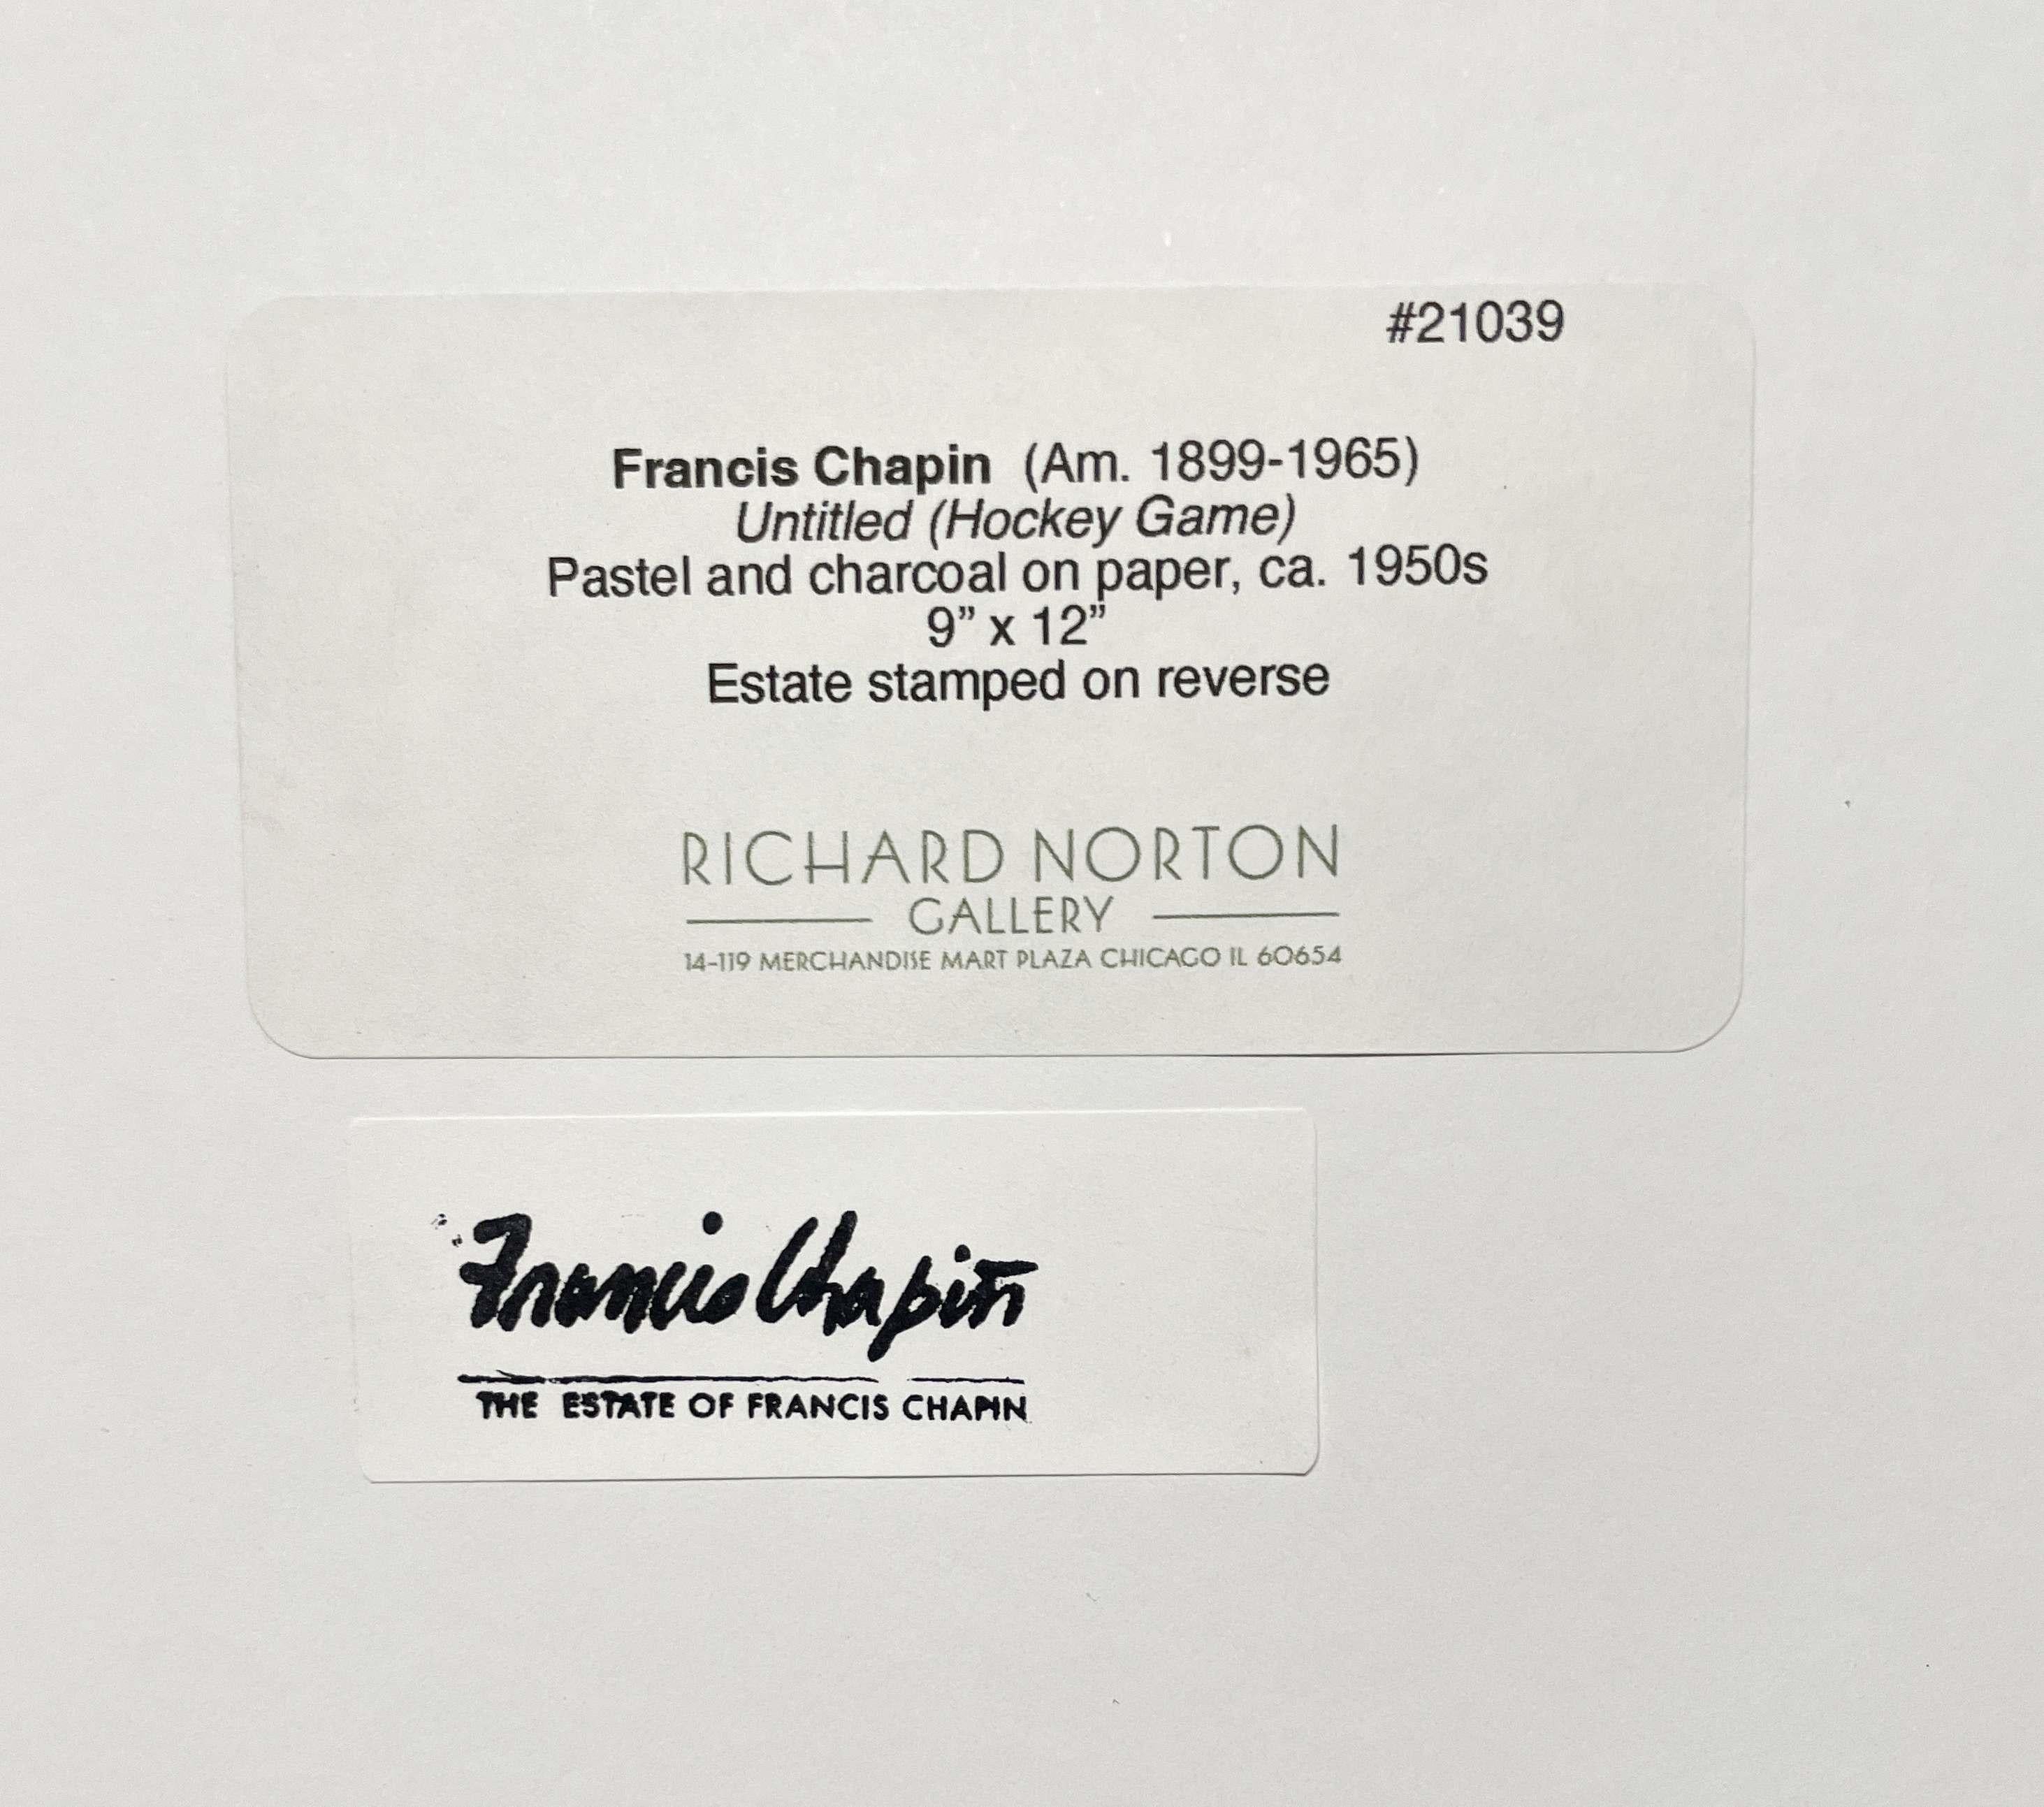 #21039
Francis Chapin (Am. 1899-1965)
Untitled (Hockey Game)
Pastel and charcoal on paper, ca. 1950s
9” x 12”
Estate stamped on reverse
RICHARD NORTON
GALLERY
14-119 MERCHANDISE MART PLAZA CHICAGO IL 60654
Francis Chapin
THE ESTATE OF FRANCIS CHAPIN